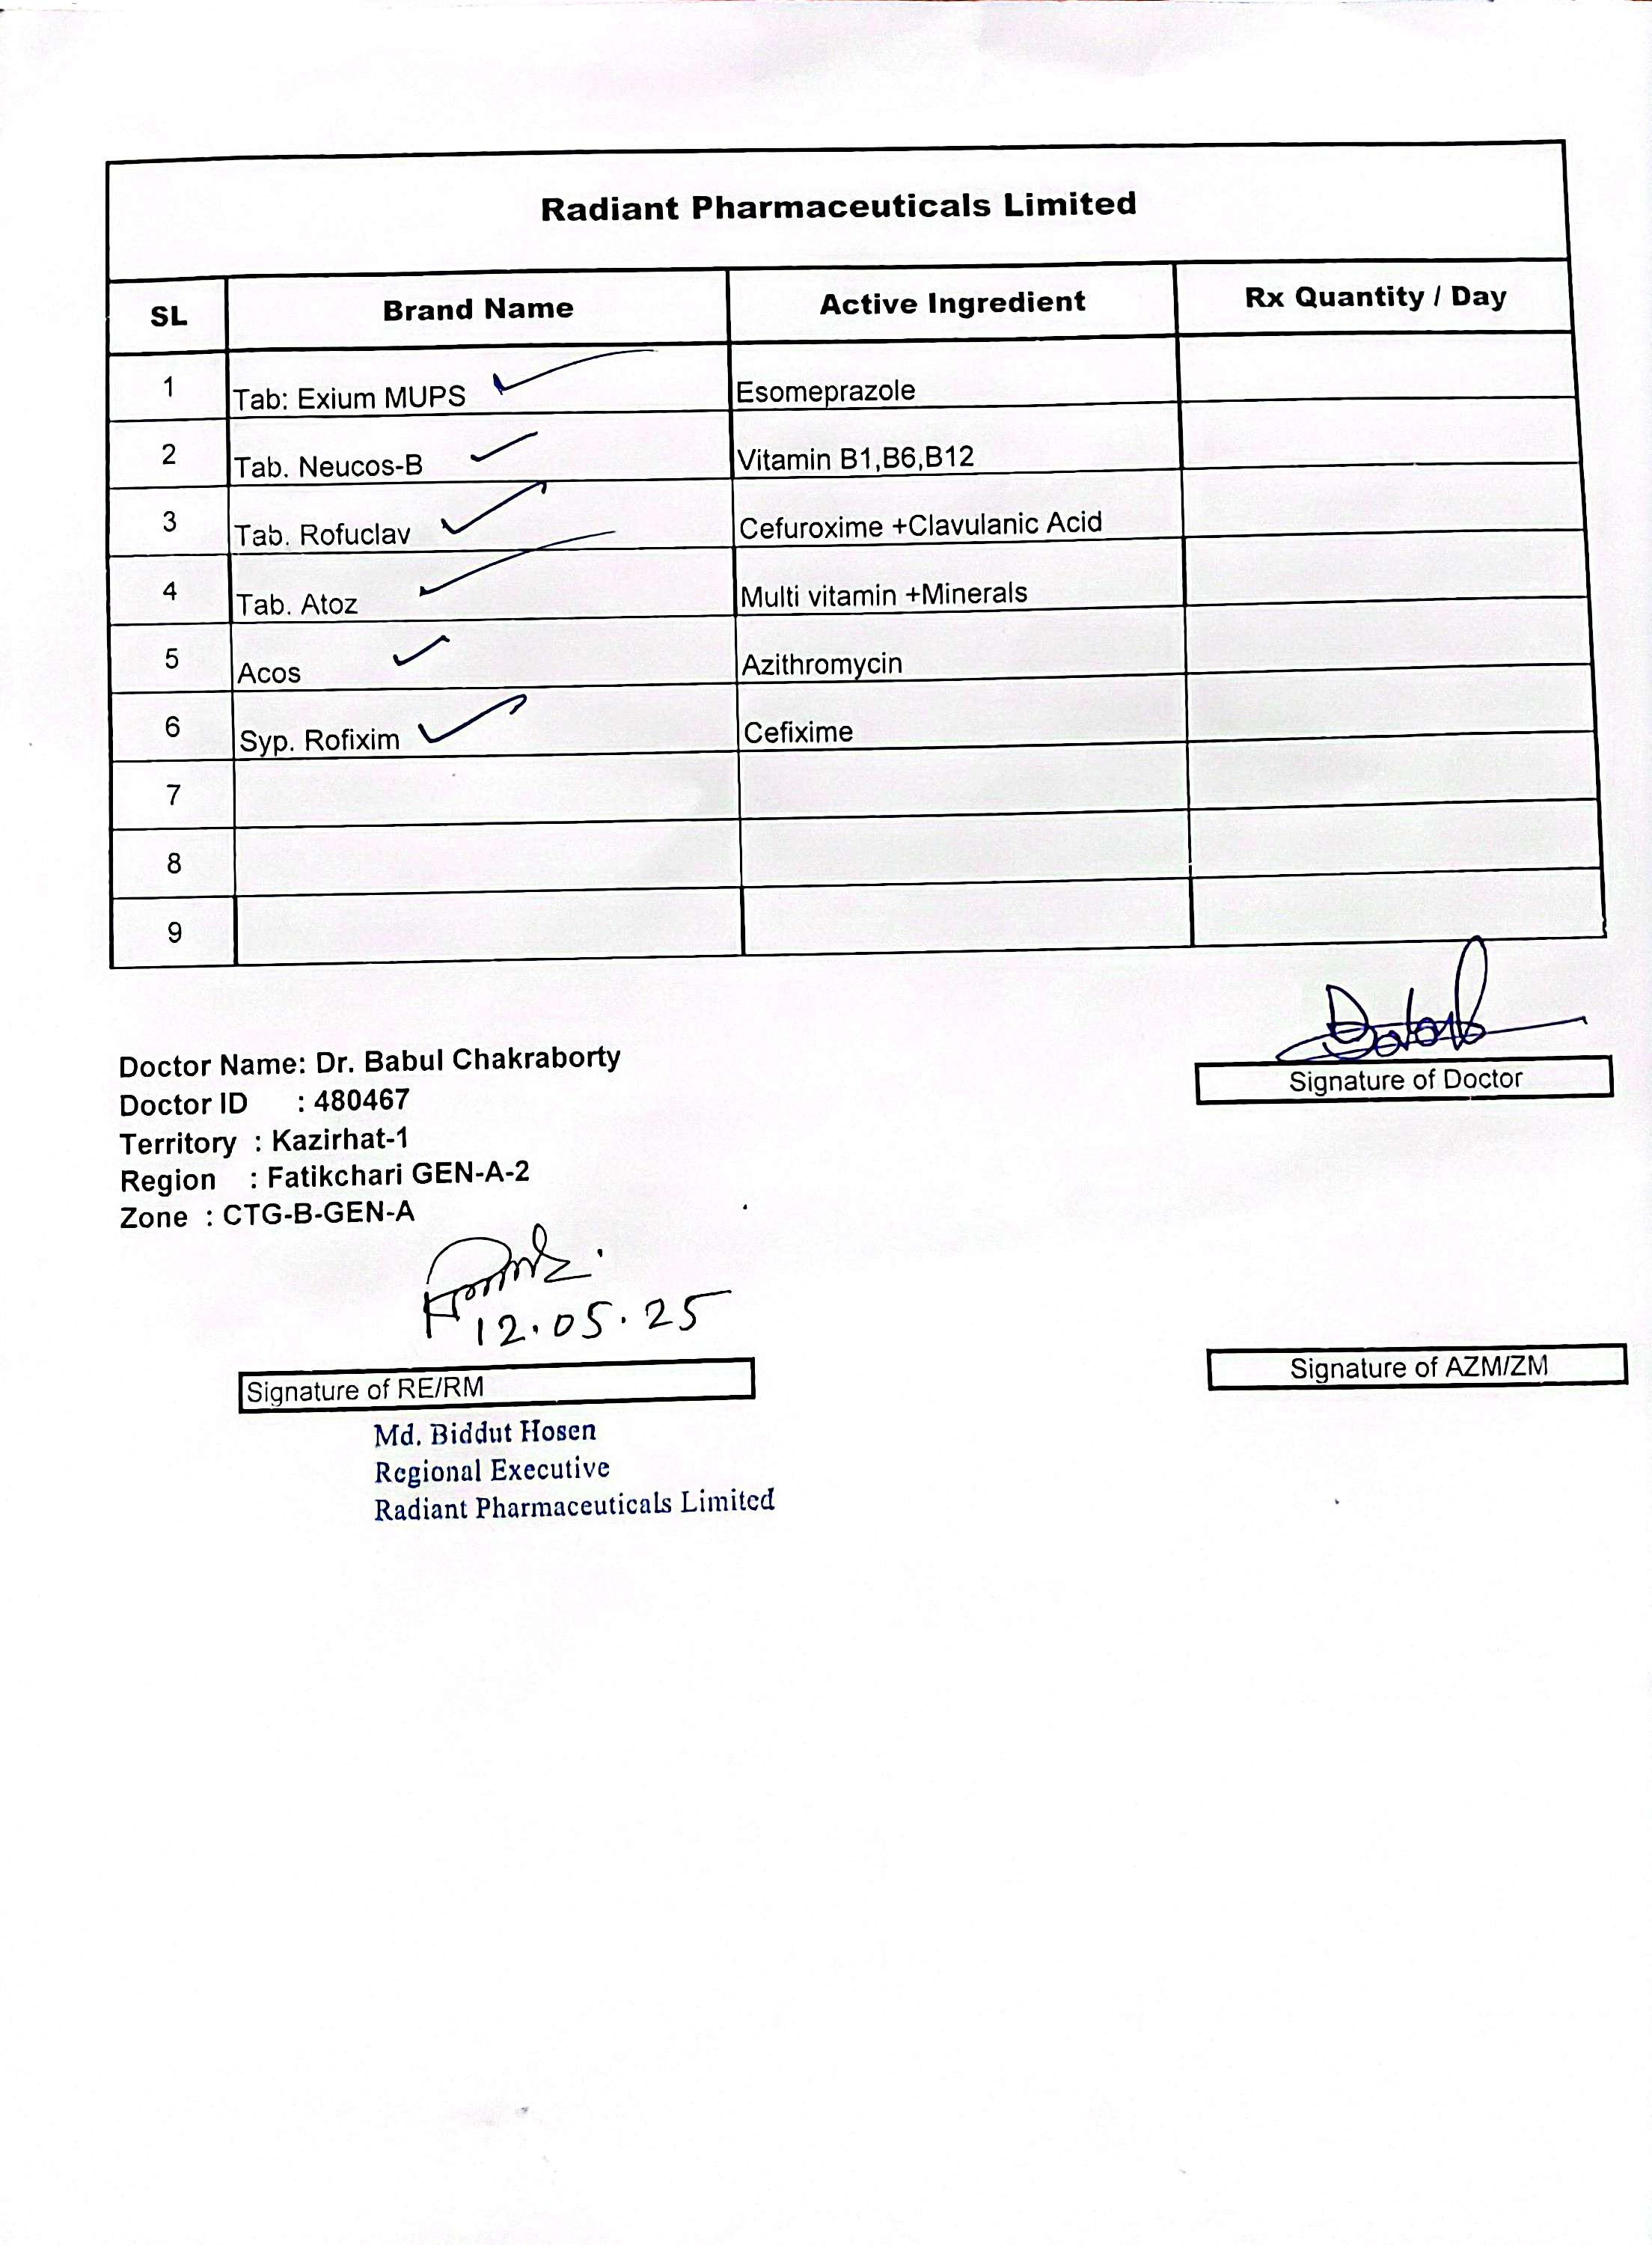 Radiant Pharmaceuticals Limited
SL Brand Name Active Ingredient Rx Quantity / Day
1 Tab: Exium MUPS Esomeprazole
2 Tab. Neucos-B Vitamin B1,B6,B12
3 Tab. Rofuclav Cefuroxime +Clavulanic Acid
4 Tab. Atoz Multi vitamin +Minerals
5 Acos Azithromycin
6 Syp. Rofixim Cefixime
7
8
9
Signature of Doctor
Doctor Name: Dr. Babul Chakraborty
Doctor ID : 480467
Territory : Kazirhat-1
Region : Fatikchari GEN-A-2
Zone : CTG-B-GEN-A
12.05.25
Signature of RE/RM
Signature of AZM/ZM
Md. Biddut Hosen
Regional Executive
Radiant Pharmaceuticals Limited